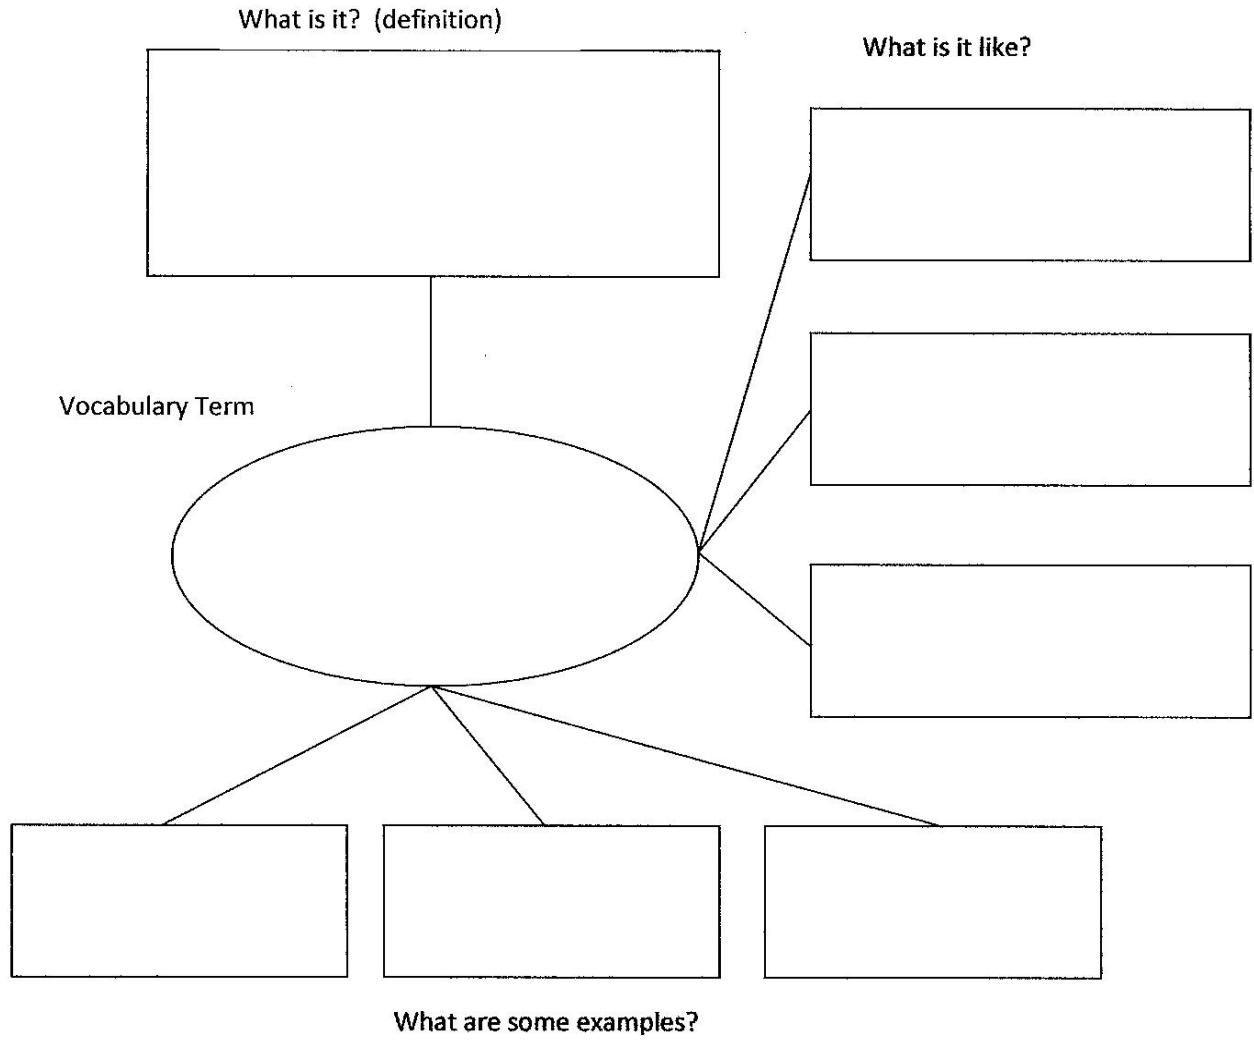 What is it?  (definition)
What is it like?
Vocabulary Term
What are some examples?